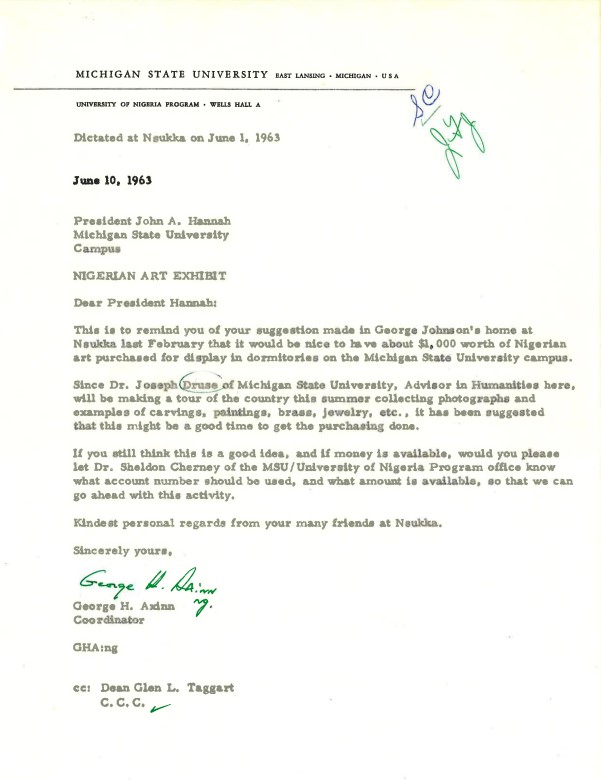 MICHIGAN STATE UNIVERSITY EAST LANSING • MICHIGAN • USA
UNIVERSITY OF NIGERIA PROGRAM • WELLS HALL A
SC
Dictated at Nsukka on June 1, 1963
June 10, 1963
President John A. Hannah
Michigan State University
Campus
NIGERIAN ART EXHIBIT
Dear President Hannah:
This is to remind you of your suggestion made in George Johnson's home at
Nsukka last February that it would be nice to have about $1,000 worth of Nigerian
art purchased for display in dormitories on the Michigan State University campus.
Since Dr. Joseph Druse of Michigan State University, Advisor in Humanities here,
will be making a tour of the country this summer collecting photographs and
examples of carvings, paintings, brass, jewelry, etc., it has been suggested
that this might be a good time to get the purchasing done.
If you still think this is a good idea, and if money is available, would you please
let Dr. Sheldon Cherney of the MSU/University of Nigeria Program office know
what account number should be used, and what amount is available, so that we can
go ahead with this activity.
Kindest personal regards from your many friends at Nsukka.
Sincerely yours,
George H. Axinn
ng.
George H. Axinn
Coordinator
GHA:ng
cc: Dean Glen L. Taggart
C. C. C.